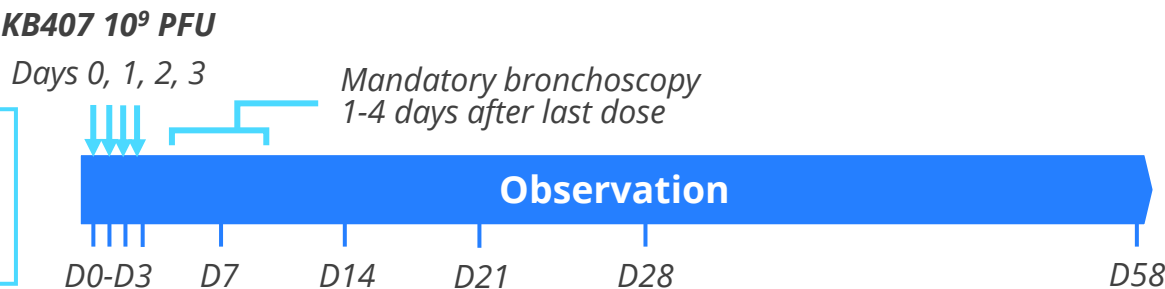 KB407 10⁹ PFU
Days 0, 1, 2, 3
Mandatory bronchoscopy
1-4 days after last dose
Observation
D0-D3 D7 D14 D21 D28 D58